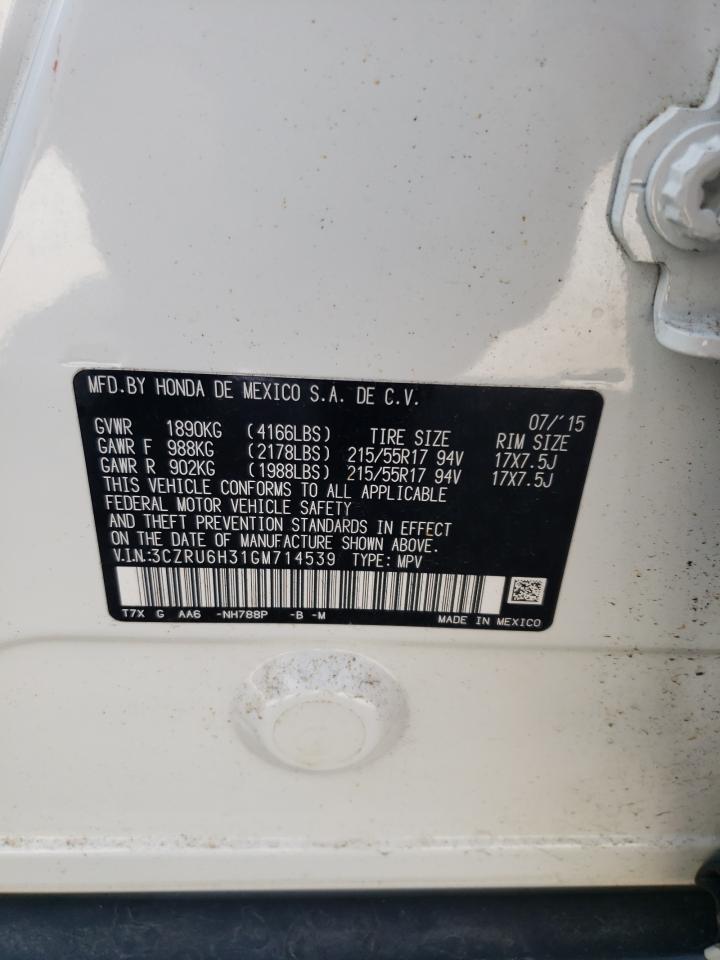 MFD.BY HONDA DE MEXICO S.A. DE C.V.
07/'15
GVWR 1890KG (4166LBS) TIRE SIZE RIM SIZE
GAWR F 988KG (2178LBS) 215/55R17 94V 17X7.5J
GAWR R 902KG (1988LBS) 215/55R17 94V 17X7.5J
THIS VEHICLE CONFORMS TO ALL APPLICABLE
FEDERAL MOTOR VEHICLE SAFETY
AND THEFT PREVENTION STANDARDS IN EFFECT
ON THE DATE OF MANUFACTURE SHOWN ABOVE.
V.I.N.:3CZRU6H31GM714539 TYPE: MPV
T7X G AA6 -NH788P -B -M MADE IN MEXICO